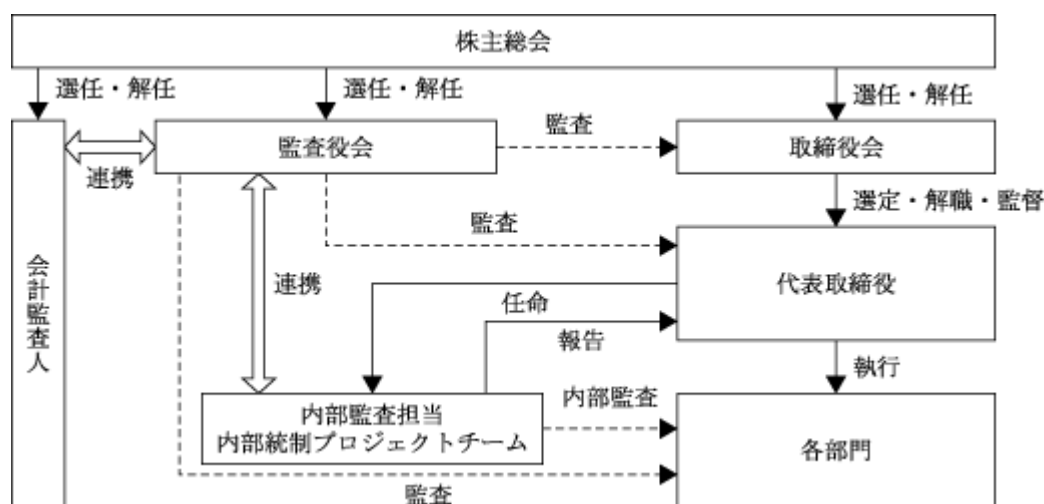 株主総会
選任・解任
選任・解任
選任・解任
監査役会
監査
取締役会
連携
選定・解職・監督
監査
会計監査人
連携
代表取締役
任命
報告
執行
内部監査担当
内部統制プロジェクトチーム
内部監査
各部門
監査